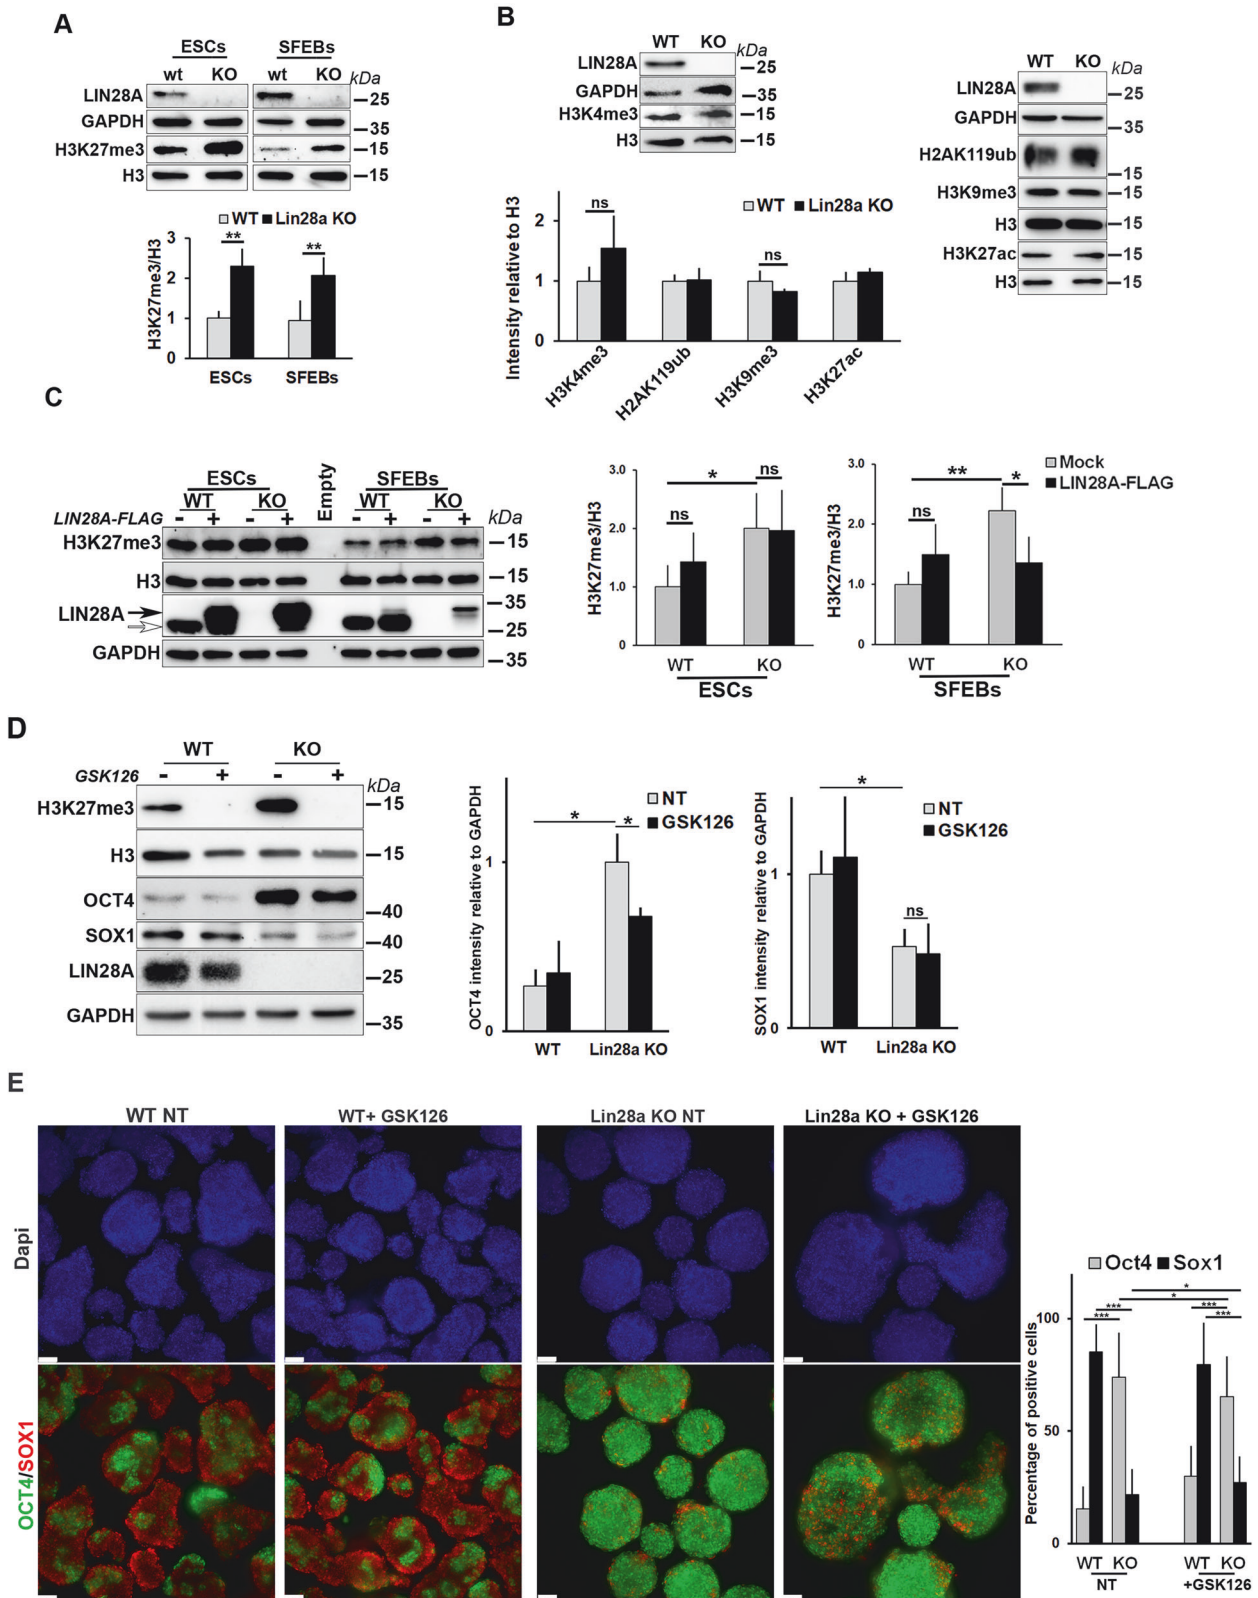 A
ESCs SFEBs
wt KO wt KO kDa
LIN28A 25
GAPDH 35
H3K27me3 15
H3 15
WT Lin28a KO
** **
H3K27me3/H3
3
2
1
0
ESCs SFEBs
B
WT KO kDa
LIN28A 25
GAPDH 35
H3K4me3 15
H3 15
WT KO kDa
LIN28A 25
GAPDH 35
H2AK119ub 15
H3K9me3 15
H3 15
H3K27ac 15
H3 15
WT Lin28a KO
ns ns
Intensity relative to H3
2
1
0
H3K4me3 H2AK119ub H3K9me3 H3K27ac
C
ESCs Empty SFEBs
WT KO WT KO
LIN28A-FLAG - + - + - + - + kDa
H3K27me3 15
H3 15
LIN28A 35
25
GAPDH 35
H3K27me3/H3
3.0
2.0
1.0
0
ns * ns
WT KO
ESCs
H3K27me3/H3
3.0
2.0
1.0
0
ns ** *
WT KO
SFEBs
Mock
LIN28A-FLAG
D
WT KO
GSK126 - + - + kDa
H3K27me3 15
H3 15
OCT4 40
SOX1 40
LIN28A 25
GAPDH 35
OCT4 intensity relative to GAPDH
1
0
* *
NT
GSK126
WT Lin28a KO
SOX1 intensity relative to GAPDH
1
0
* ns
NT
GSK126
WT Lin28a KO
E
WT NT WT+ GSK126 Lin28a KO NT Lin28a KO + GSK126
Dapi
OCT4/SOX1
Oct4 Sox1
Percentage of positive cells
100
50
0
*
*
*** ***
*** ***
WT KO WT KO
NT +GSK126